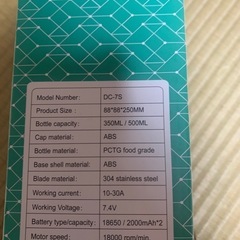 Model Number: DC-7S
Product Size: 88*88*250MM
Bottle capacity: 350ML / 500ML
Cap material: ABS
Bottle material: PCTG food grade
Base shell material: ABS
Blade material: 304 stainless steel
Working current: 10-30A
Working Voltage: 7.4V
Battery type/capacity: 18650 / 2000mAh*2
Motor speed: 18000 mm/min